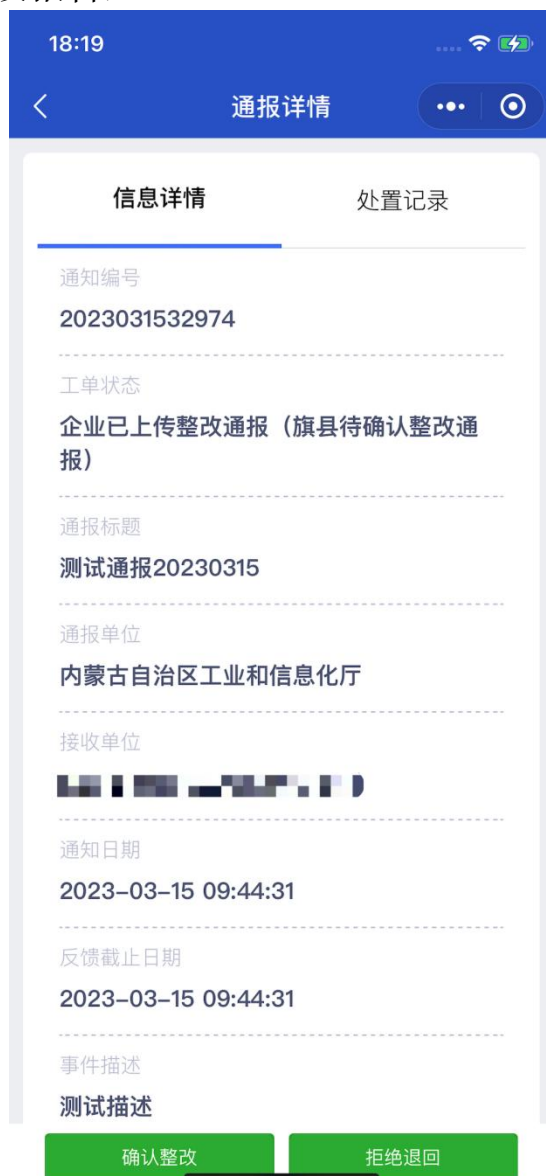 18:19
通报详情
信息详情 处置记录
通知编号
2023031532974
工单状态
企业已上传整改通报（旗县待确认整改通
报）
通报标题
测试通报20230315
通报单位
内蒙古自治区工业和信息化厅
接收单位
通知日期
2023-03-15 09:44:31
反馈截止日期
2023-03-15 09:44:31
事件描述
测试描述
确认整改 拒绝退回